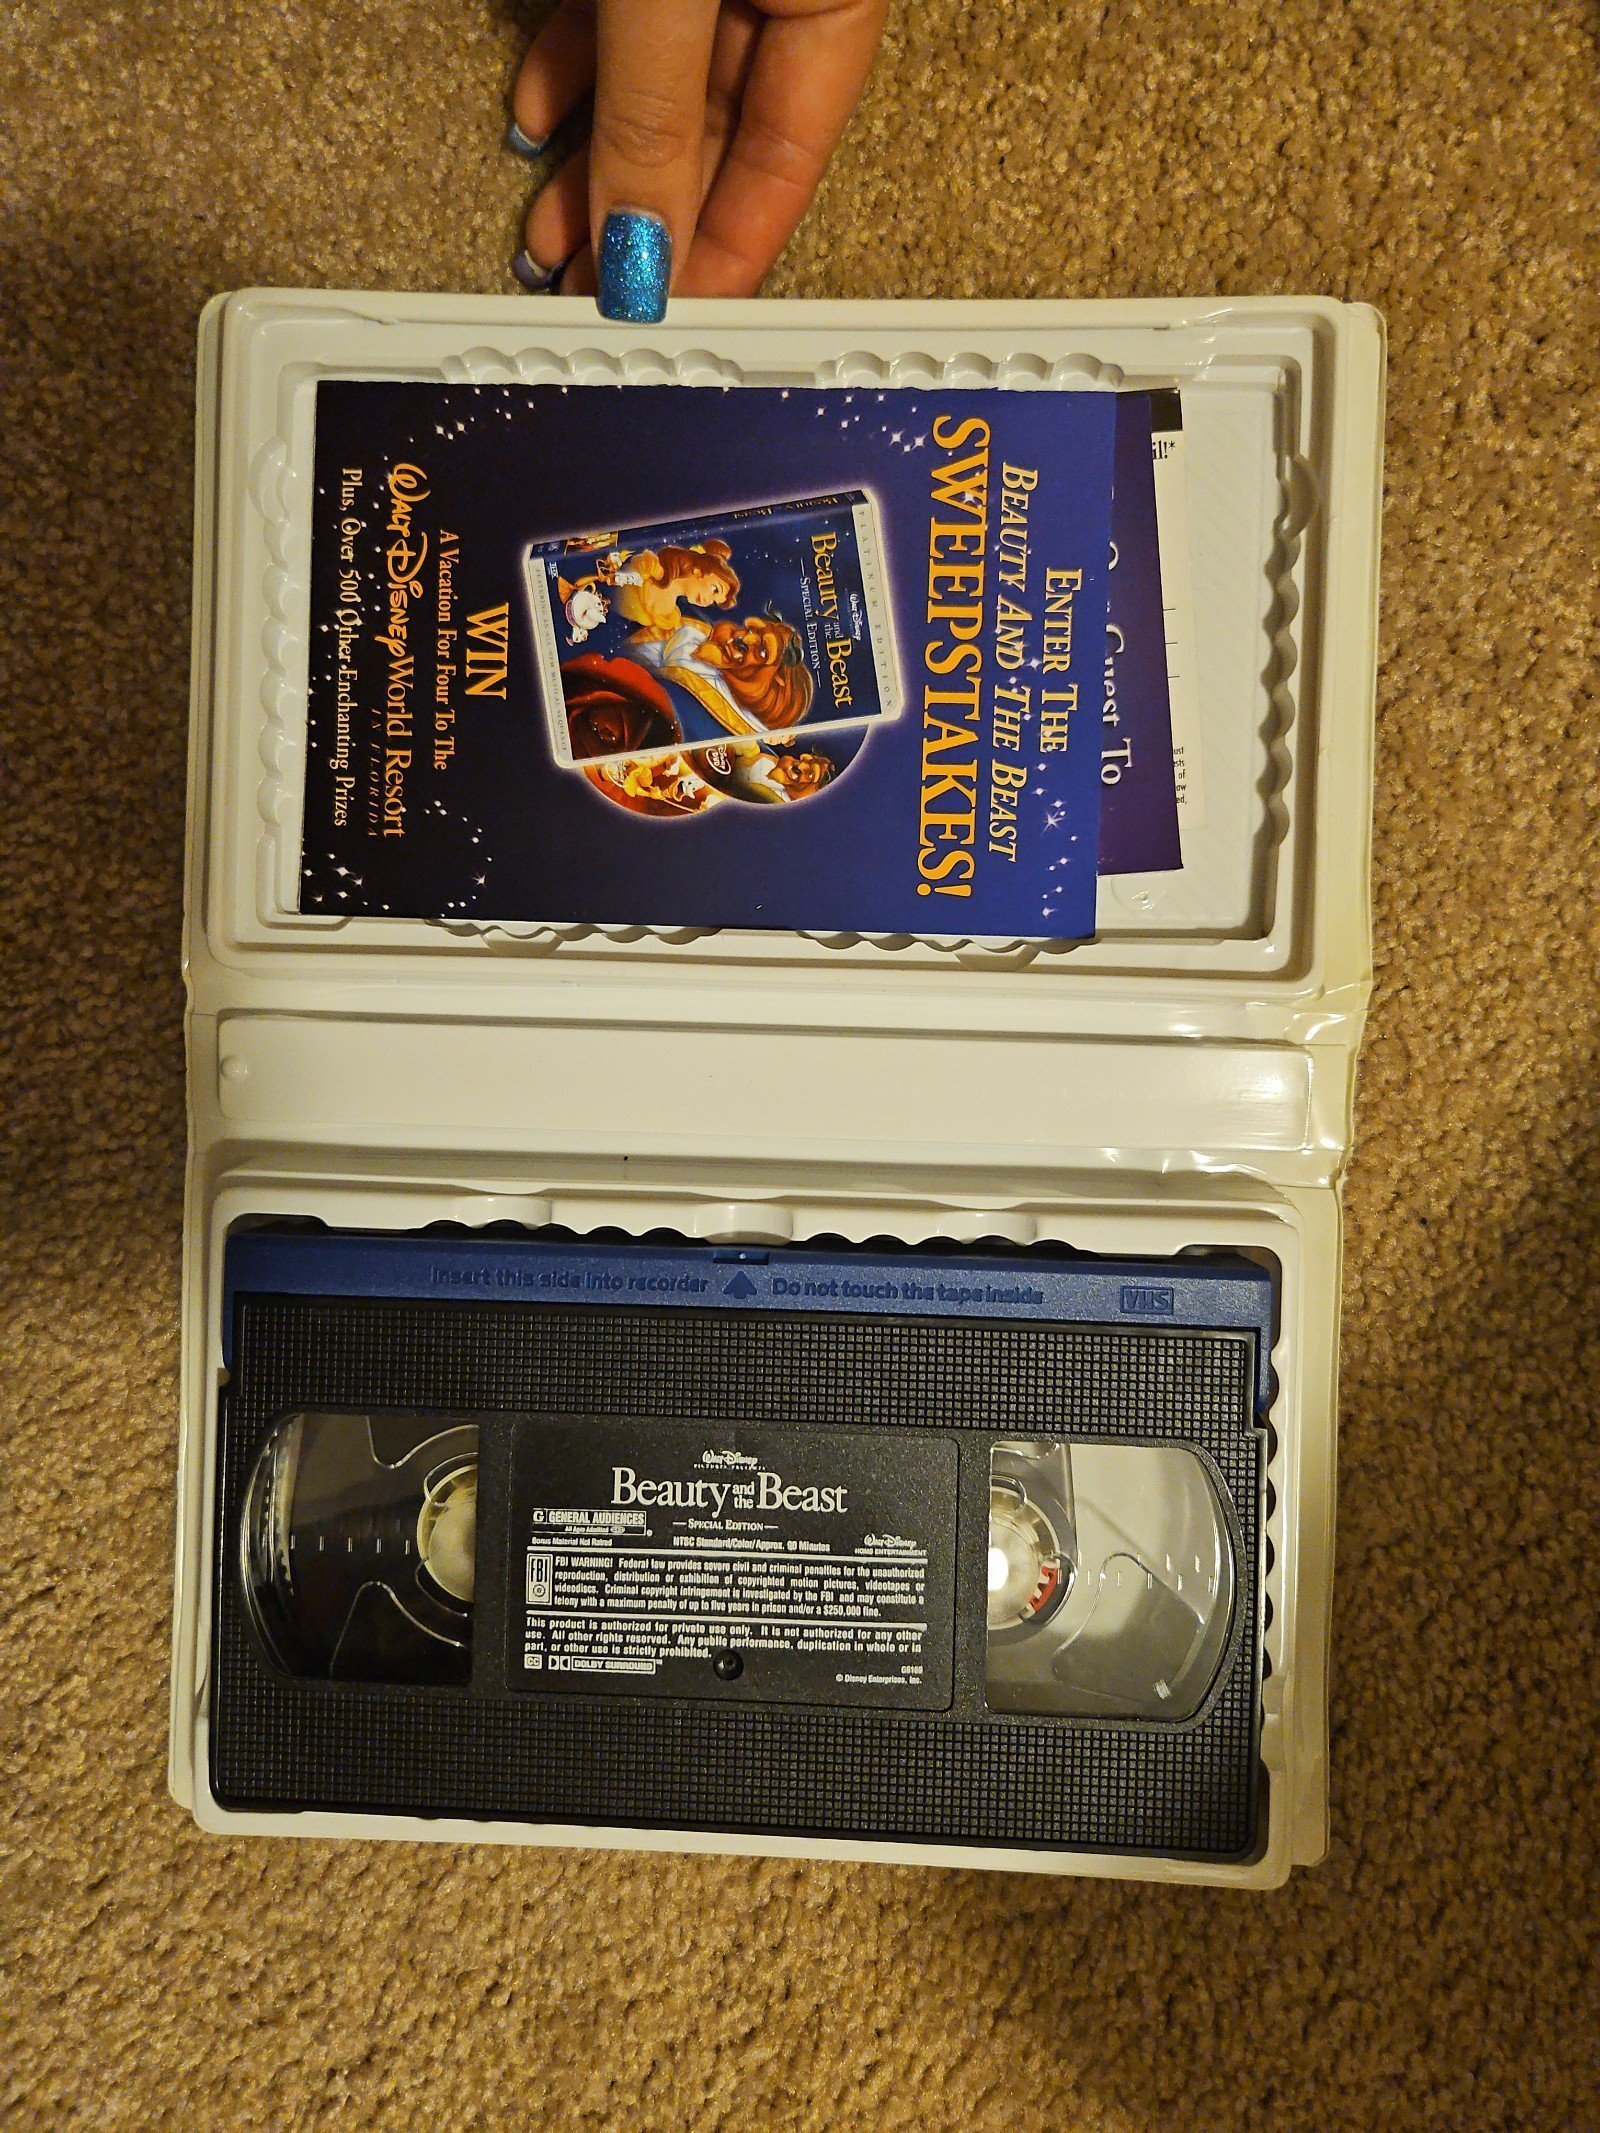 ENTER THE
BEAUTY AND THE BEAST
SWEEPSTAKES!
PLATINUM EDITION
Walt Disney
Beauty and the Beast
SPECIAL EDITION
WIN
A Vacation For Four To The
WALT DISNEY World Resort
IN FLORIDA
Plus, Over 500 Other Enchanting Prizes
il!*
Guest To
Insert this side into recorder
Do not touch the tape inside
VHS
WALT DISNEY
PICTURES PRESENTS
Beauty and the Beast
SPECIAL EDITION
G GENERAL AUDIENCES
All Ages Admitted
Bonus Material Not Rated
NTSC Standard/Color/Approx. 90 Minutes
WALT DISNEY
HOME ENTERTAINMENT
FBI
FBI WARNING! Federal law provides severe civil and criminal penalties for the unauthorized
reproduction, distribution or exhibition of copyrighted motion pictures, videotapes or
videodiscs. Criminal copyright infringement is investigated by the FBI and may constitute a
felony with a maximum penalty of up to five years in prison and/or a $250,000 fine.
This product is authorized for private use only. It is not authorized for any other
use. All other rights reserved. Any public performance, duplication in whole or in
part, or other use is strictly prohibited.
CC DOLBY SURROUND™
© Disney Enterprises, Inc.